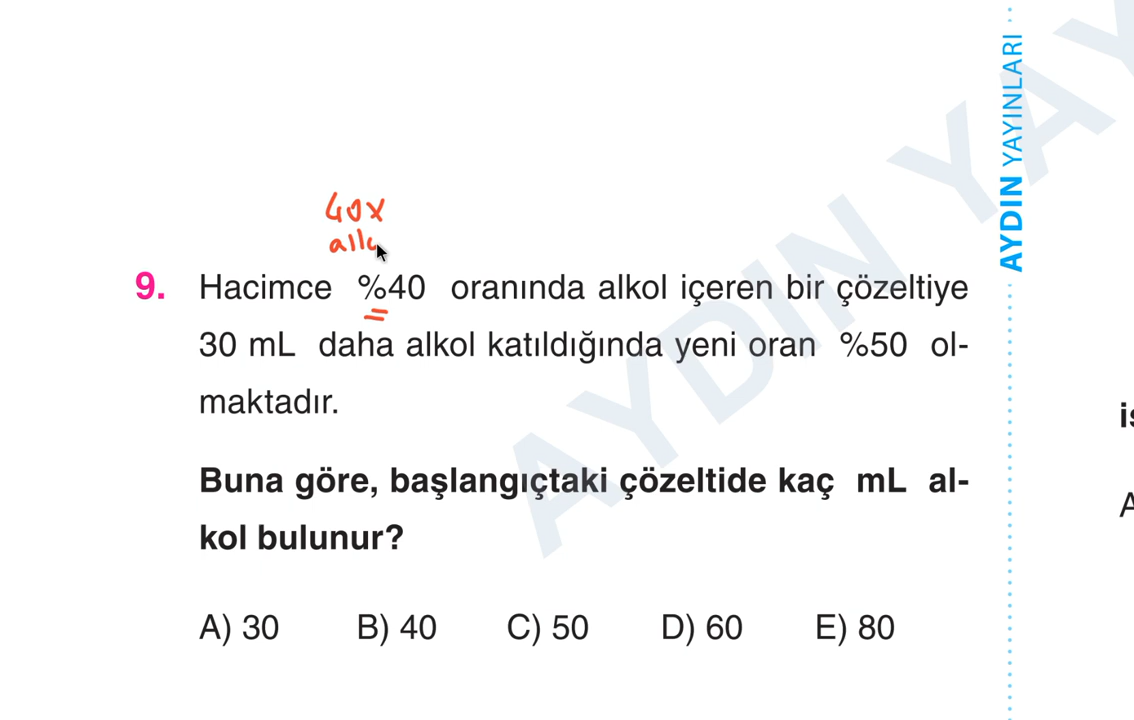 40x
9. Hacimce %40 oranında alkol içeren bir çözeltiye
30 mL daha alkol katıldığında yeni oran %50 ol-
maktadır.
Buna göre, başlangıçtaki çözeltide kaç mL al-
kol bulunur?
A) 30 B) 40 C) 50 D) 60 E) 80
AYDIN YAYINLARI
AYDIN YAY